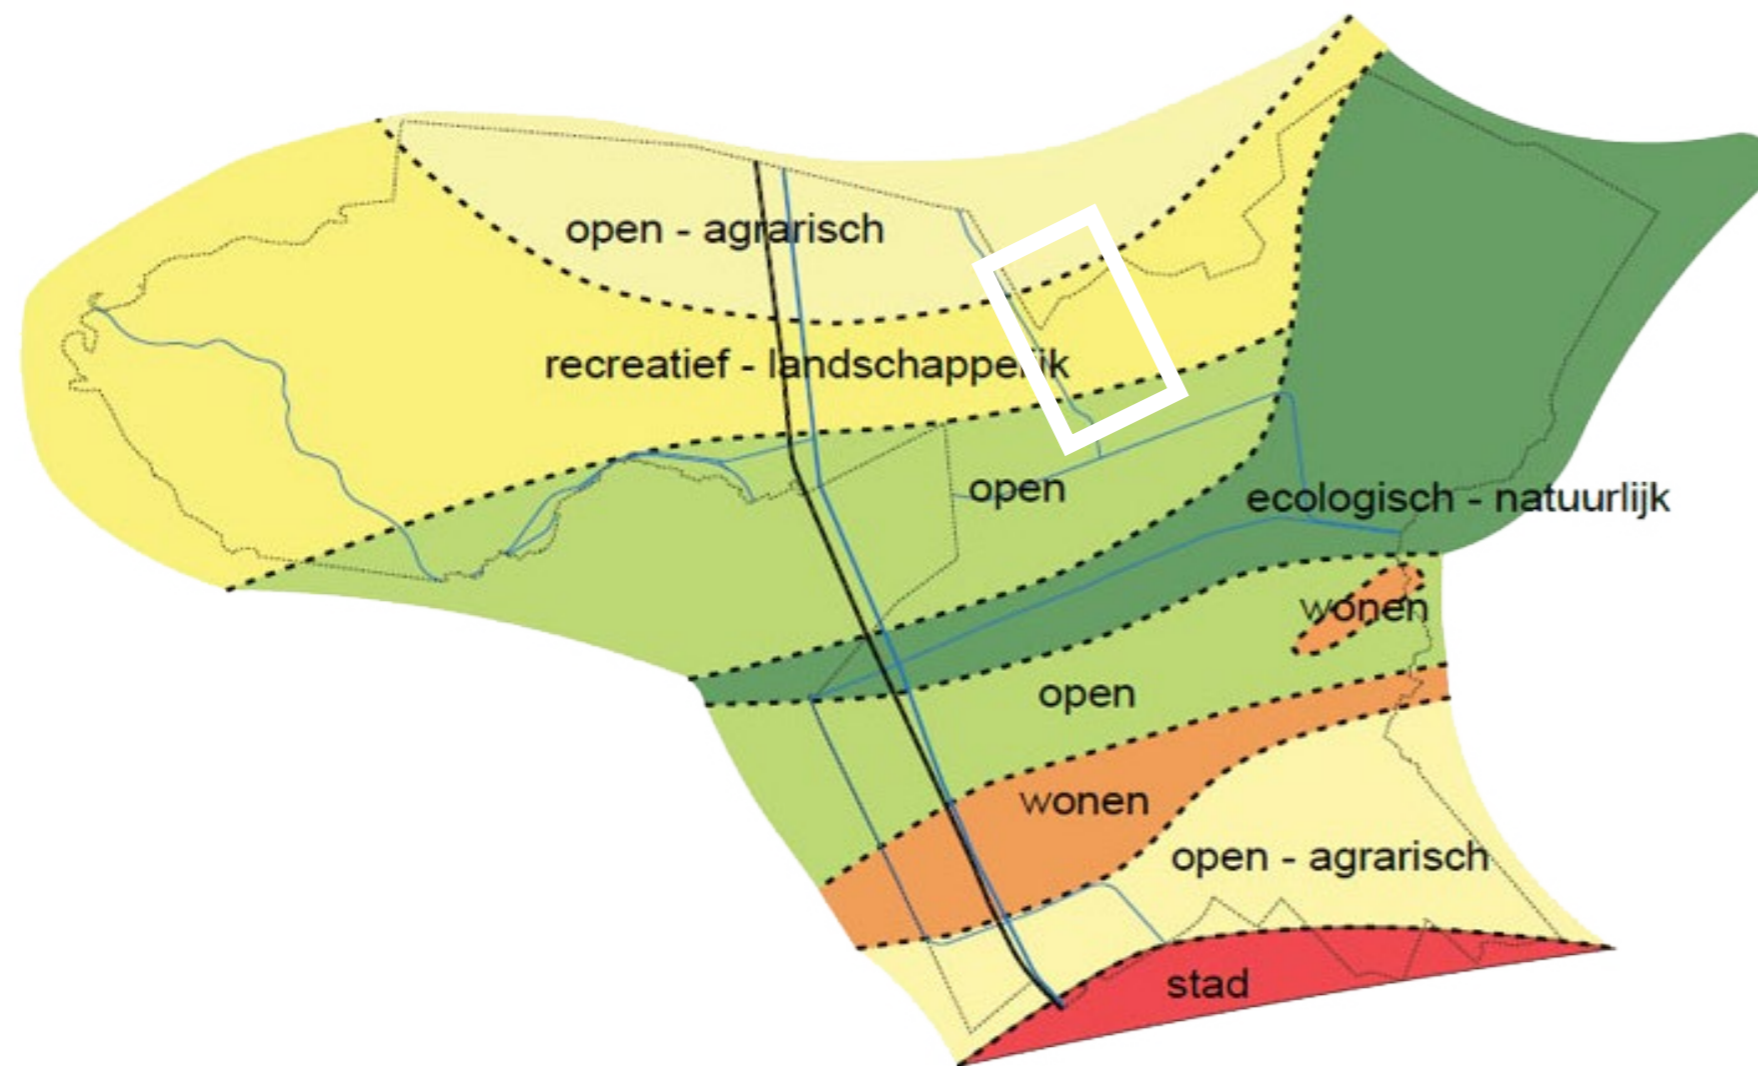 open - agrarisch
recreatief - landschappelijk
open
ecologisch - natuurlijk
wonen
open
wonen
open - agrarisch
stad